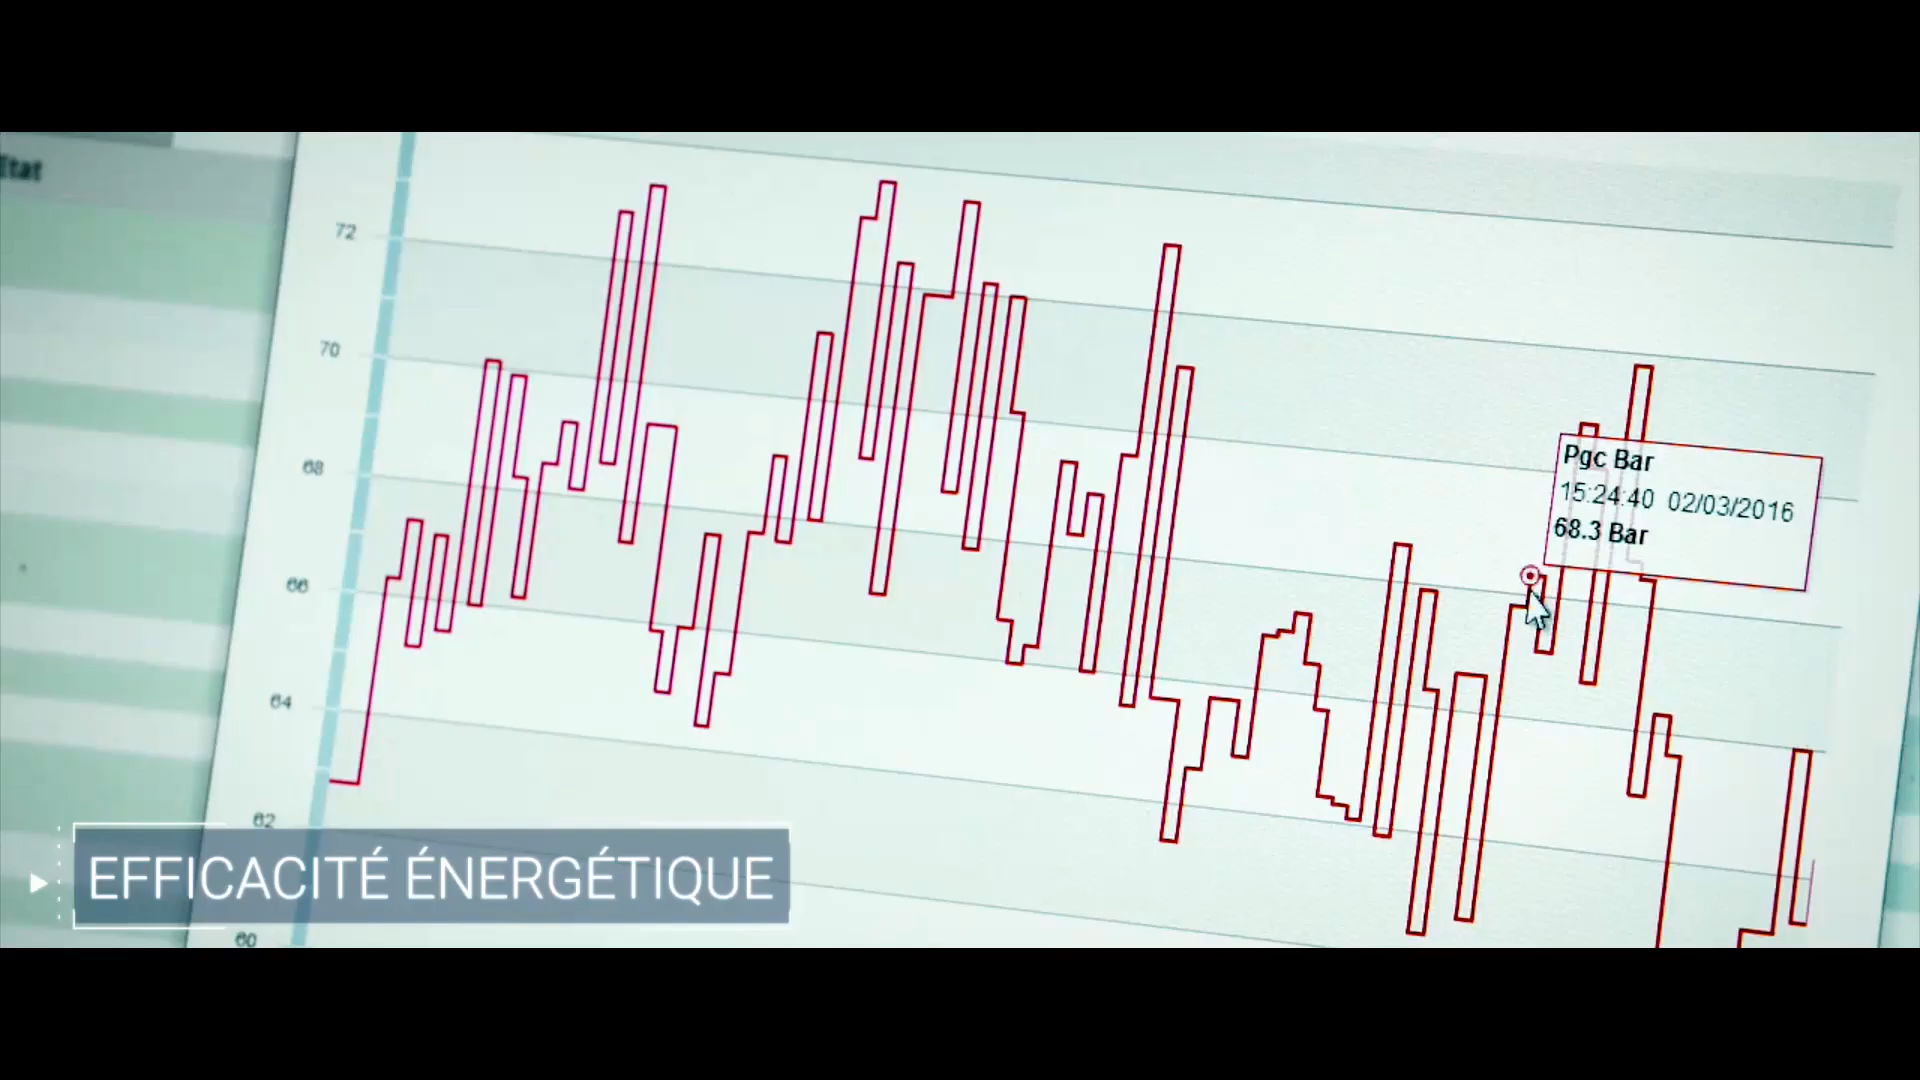 Etat
72
70
68
66
64
62
60
Pgc Bar
15:24:40 02/03/2016
68.3 Bar
EFFICACITÉ ÉNERGÉTIQUE